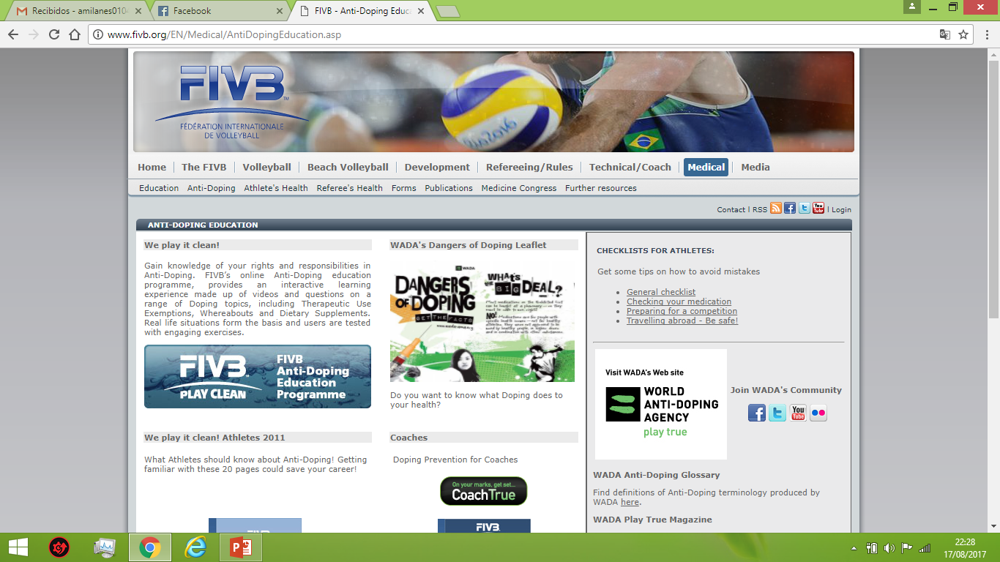 Recibidos - amilanes010
Facebook
FIVB - Anti-Doping Educ
www.fivb.org/EN/Medical/AntiDopingEducation.asp
FIVB™
FÉDÉRATION INTERNATIONALE
DE VOLLEYBALL
Rio2016
Home The FIVB Volleyball Beach Volleyball Development Refereeing/Rules Technical/Coach Medical Media
Education Anti-Doping Athlete's Health Referee's Health Forms Publications Medicine Congress Further resources
Contact I RSS You Tube I Login
ANTI-DOPING EDUCATION
We play it clean!
Gain knowledge of your rights and responsibilities in
Anti-Doping. FIVB's online Anti-Doping education
programme, provides an interactive learning
experience made up of videos and questions on a
range of Doping topics, including Therapeutic Use
Exemptions, Whereabouts and Dietary Supplements.
Real life situations form the basis and users are tested
with engaging exercises.
FIVB
PLAY CLEAN
FIVB
Anti-Doping
Education
Programme
WADA's Dangers of Doping Leaflet
WADA
DANGERS
OF DOPING
GET THE FACTS
WHAT'S
THE BIG DEAL?
NO!
Do you want to know what Doping does to
your health?
We play it clean! Athletes 2011
What Athletes should know about Anti-Doping! Getting
familiar with these 20 pages could save your career!
Coaches
Doping Prevention for Coaches
On your marks, get set...
CoachTrue
FIVB
FIVB
CHECKLISTS FOR ATHLETES:
Get some tips on how to avoid mistakes
General checklist
Checking your medication
Preparing for a competition
Travelling abroad - Be safe!
Visit WADA's Web site
WORLD
ANTI-DOPING
AGENCY
play true
Join WADA's Community
You Tube
WADA Anti-Doping Glossary
Find definitions of Anti-Doping terminology produced by
WADA here.
WADA Play True Magazine
22:28
17/08/2017